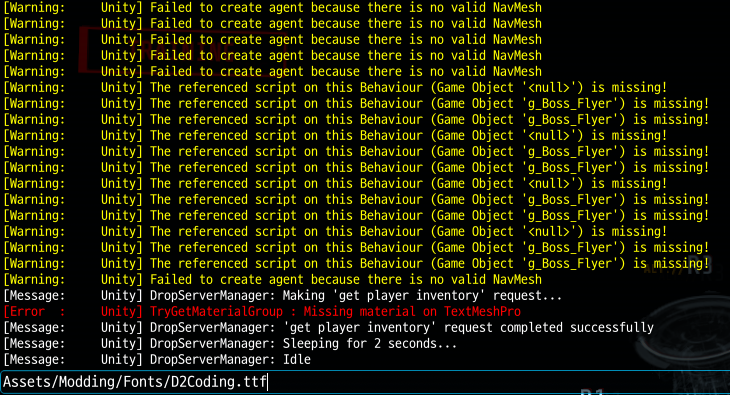 [Warning:     Unity] Failed to create agent because there is no valid NavMesh
[Warning:     Unity] Failed to create agent because there is no valid NavMesh
[Warning:     Unity] Failed to create agent because there is no valid NavMesh
[Warning:     Unity] Failed to create agent because there is no valid NavMesh
[Warning:     Unity] Failed to create agent because there is no valid NavMesh
[Warning:     Unity] The referenced script on this Behaviour (Game Object '<null>') is missing!
[Warning:     Unity] The referenced script on this Behaviour (Game Object 'g_Boss_Flyer') is missing!
[Warning:     Unity] The referenced script on this Behaviour (Game Object 'g_Boss_Flyer') is missing!
[Warning:     Unity] The referenced script on this Behaviour (Game Object '<null>') is missing!
[Warning:     Unity] The referenced script on this Behaviour (Game Object 'g_Boss_Flyer') is missing!
[Warning:     Unity] The referenced script on this Behaviour (Game Object 'g_Boss_Flyer') is missing!
[Warning:     Unity] The referenced script on this Behaviour (Game Object '<null>') is missing!
[Warning:     Unity] The referenced script on this Behaviour (Game Object 'g_Boss_Flyer') is missing!
[Warning:     Unity] The referenced script on this Behaviour (Game Object 'g_Boss_Flyer') is missing!
[Warning:     Unity] The referenced script on this Behaviour (Game Object '<null>') is missing!
[Warning:     Unity] The referenced script on this Behaviour (Game Object 'g_Boss_Flyer') is missing!
[Warning:     Unity] The referenced script on this Behaviour (Game Object 'g_Boss_Flyer') is missing!
[Warning:     Unity] Failed to create agent because there is no valid NavMesh
[Message:     Unity] DropServerManager: Making 'get player inventory' request...
[Error  :     Unity] TryGetMaterialGroup : Missing material on TextMeshPro
[Message:     Unity] DropServerManager: 'get player inventory' request completed successfully
[Message:     Unity] DropServerManager: Sleeping for 2 seconds...
[Message:     Unity] DropServerManager: Idle
Assets/Modding/Fonts/D2Coding.ttf